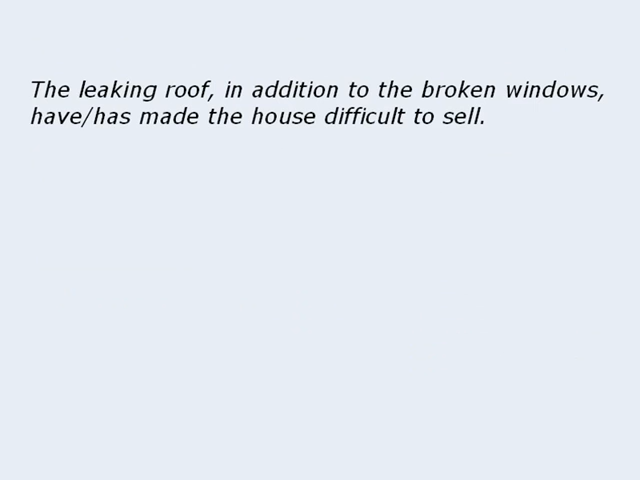 The leaking roof, in addition to the broken windows,
have/has made the house difficult to sell.